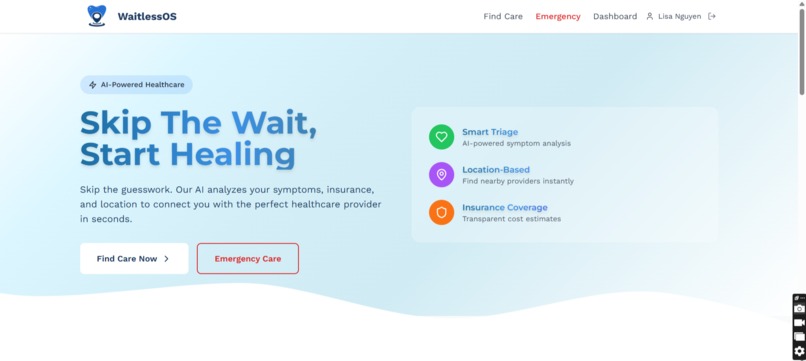 WaitlessOS
Find Care
Emergency
Dashboard
Lisa Nguyen
AI-Powered Healthcare
Skip The Wait,
Start Healing
Skip the guesswork. Our AI analyzes your symptoms, insurance,
and location to connect you with the perfect healthcare provider
in seconds.
Find Care Now
Emergency Care
Smart Triage
AI-powered symptom analysis
Location-Based
Find nearby providers instantly
Insurance Coverage
Transparent cost estimates